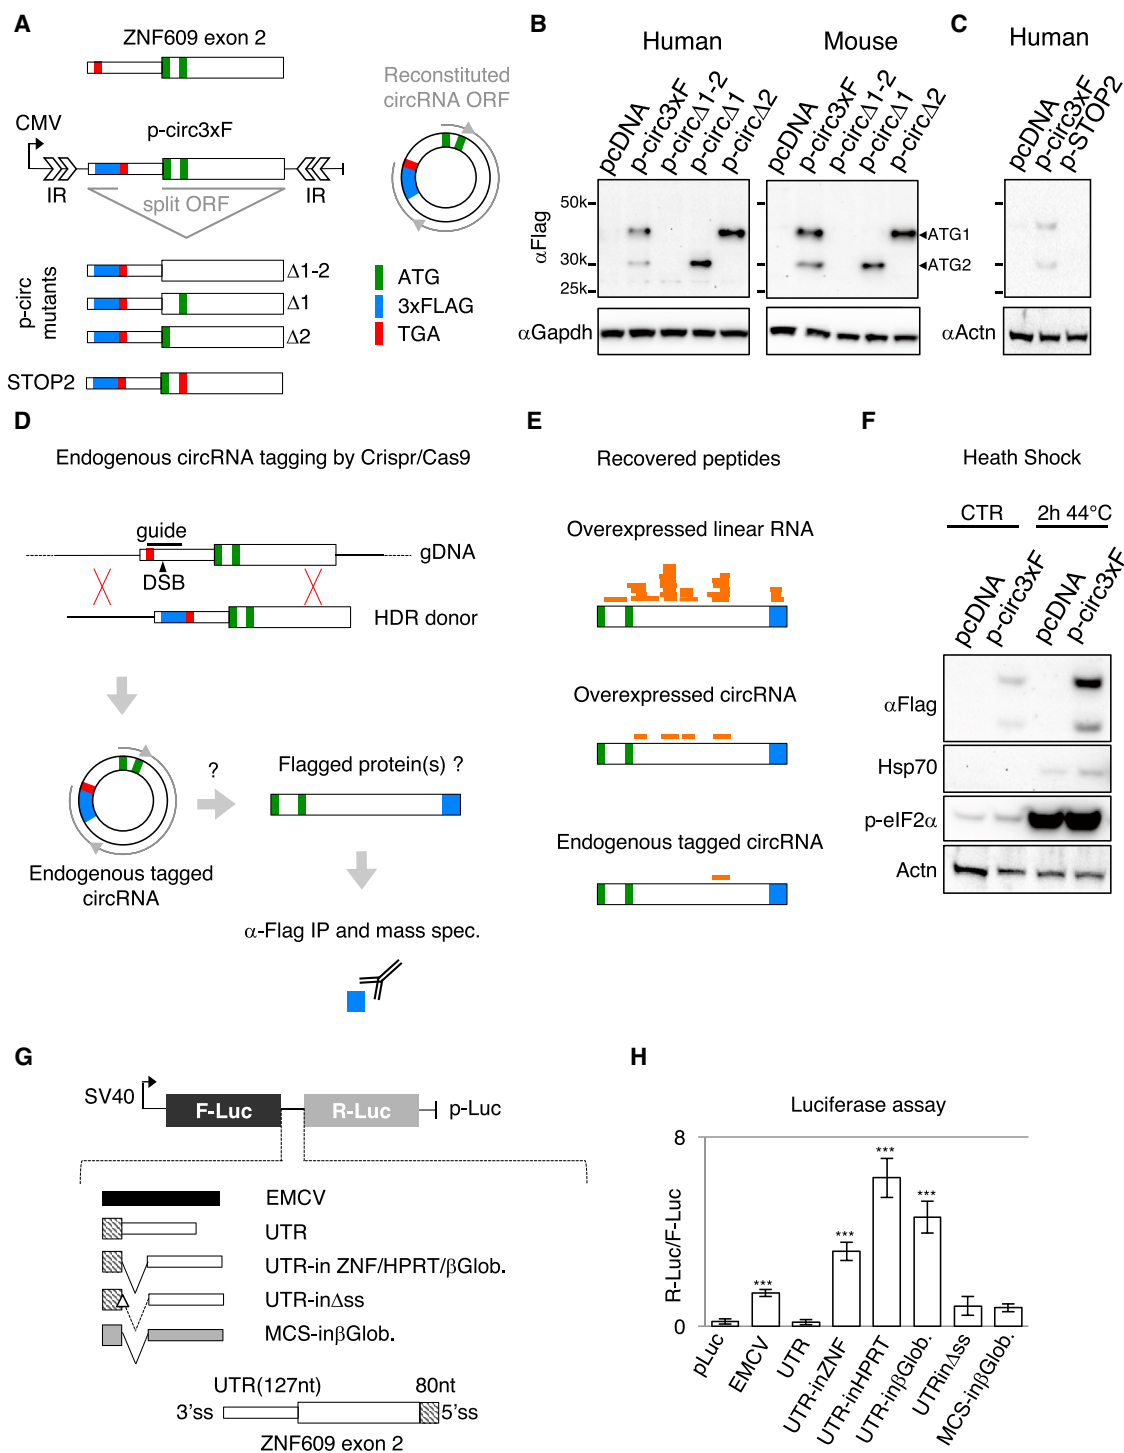 A
ZNF609 exon 2
CMV
p-circ3xF
IR
split ORF
IR
Reconstituted
circRNA ORF
p-circ
mutants
Δ1-2
Δ1
Δ2
STOP2
ATG
3xFLAG
TGA
B
Human
Mouse
pcDNA
p-circ3xF
p-circΔ1-2
p-circΔ1
p-circΔ2
pcDNA
p-circ3xF
p-circΔ1-2
p-circΔ1
p-circΔ2
αFlag
50k
30k
25k
ATG1
ATG2
αGapdh
C
Human
pcDNA
p-circ3xF
p-STOP2
αActn
D
Endogenous circRNA tagging by Crispr/Cas9
guide
gDNA
DSB
HDR donor
?
Flagged protein(s) ?
Endogenous tagged
circRNA
α-Flag IP and mass spec.
E
Recovered peptides
Overexpressed linear RNA
Overexpressed circRNA
Endogenous tagged circRNA
F
Heath Shock
CTR
2h 44°C
pcDNA
p-circ3xF
pcDNA
p-circ3xF
αFlag
Hsp70
p-eIF2α
Actn
G
SV40
F-Luc
R-Luc
p-Luc
EMCV
UTR
UTR-in ZNF/HPRT/βGlob.
UTR-inΔss
MCS-inβGlob.
UTR(127nt)
80nt
3'ss
5'ss
ZNF609 exon 2
H
Luciferase assay
R-Luc/F-Luc
8
0
***
***
***
***
pLuc
EMCV
UTR
UTR-inZNF
UTR-inHPRT
UTR-inβGlob.
UTRinΔss
MCS-inβGlob.